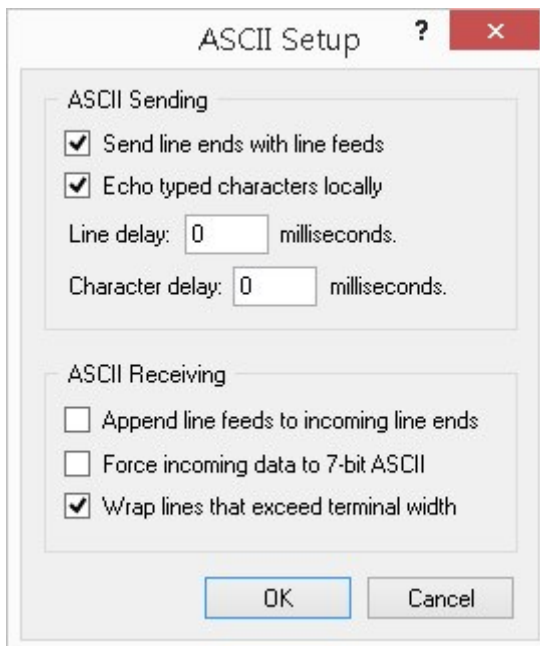 ASCII Setup ?
ASCII Sending
Send line ends with line feeds
Echo typed characters locally
Line delay: 0 milliseconds.
Character delay: 0 milliseconds.
ASCII Receiving
Append line feeds to incoming line ends
Force incoming data to 7-bit ASCII
Wrap lines that exceed terminal width
OK Cancel